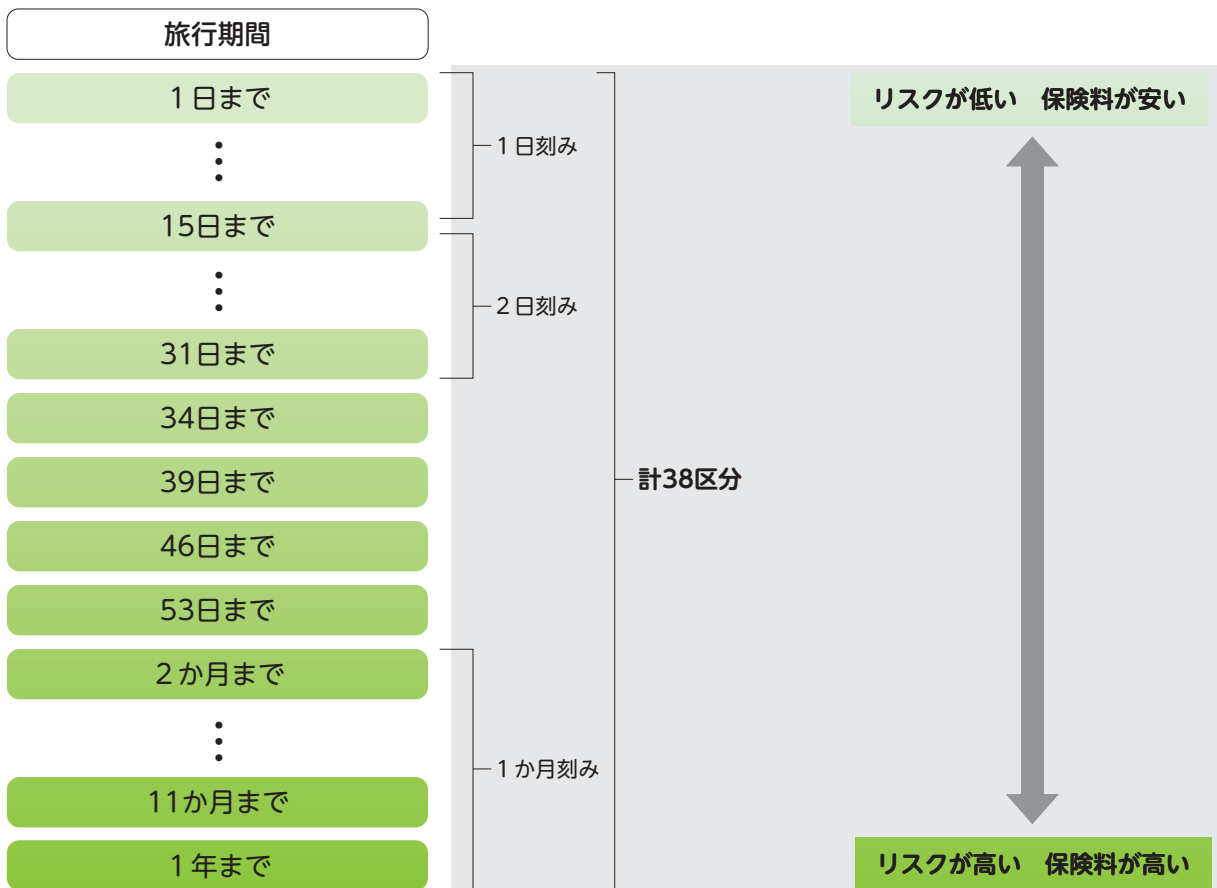 旅行期間
1日まで
リスクが低い　保険料が安い
1日刻み
15日まで
2日刻み
31日まで
34日まで
39日まで
計38区分
46日まで
53日まで
2か月まで
1か月刻み
11か月まで
1年まで
リスクが高い　保険料が高い